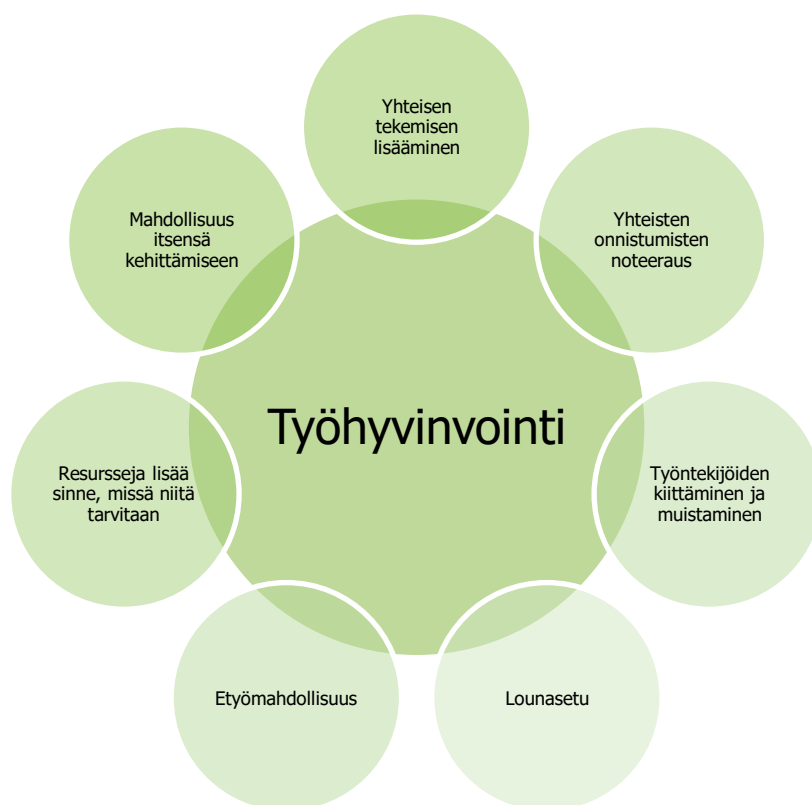 Yhteisen
tekemisen
lisääminen
Yhteisten
onnistumisten
noteeraus
Työntekijöiden
kiittäminen ja
muistaminen
Lounasetu
Etyömahdollisuus
Resursseja lisää
sinne, missä niitä
tarvitaan
Mahdollisuus
itsensä
kehittämiseen
Työhyvinvointi